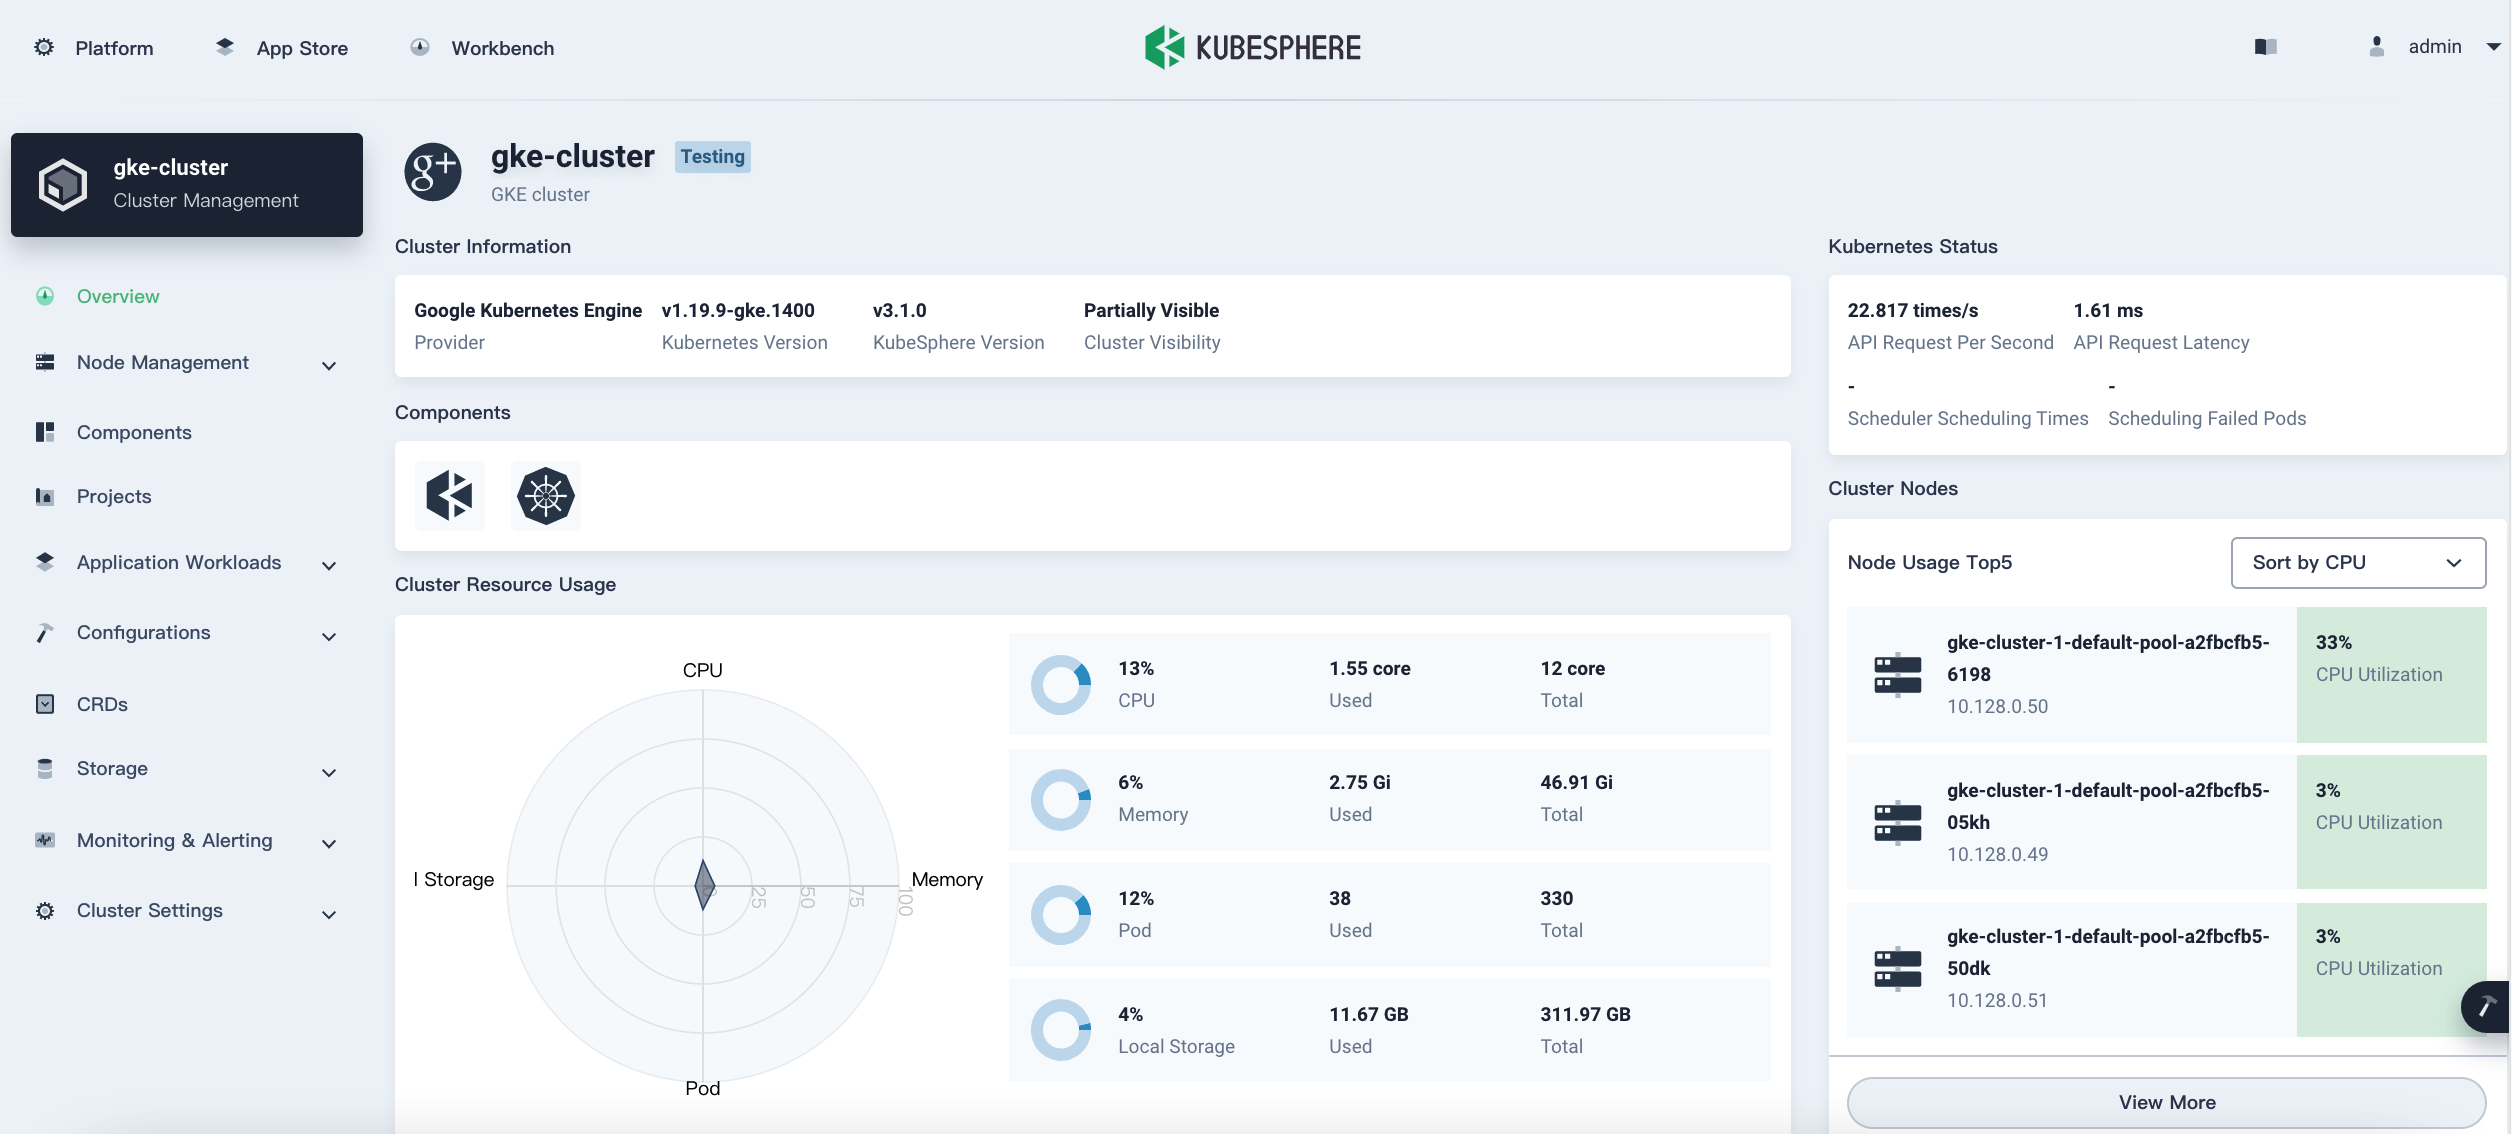 Platform
App Store
Workbench
KUBESPHERE
admin
gke-cluster
Cluster Management
Overview
Node Management
Components
Projects
Application Workloads
Configurations
CRDs
Storage
Monitoring & Alerting
Cluster Settings
g+
gke-cluster
Testing
GKE cluster
Cluster Information
Google Kubernetes Engine
Provider
v1.19.9-gke.1400
Kubernetes Version
v3.1.0
KubeSphere Version
Partially Visible
Cluster Visibility
Components
Cluster Resource Usage
CPU
l Storage
Memory
Pod
0
25
50
75
100
13%
CPU
1.55 core
Used
12 core
Total
6%
Memory
2.75 Gi
Used
46.91 Gi
Total
12%
Pod
38
Used
330
Total
4%
Local Storage
11.67 GB
Used
311.97 GB
Total
Kubernetes Status
22.817 times/s
API Request Per Second
1.61 ms
API Request Latency
-
Scheduler Scheduling Times
-
Scheduling Failed Pods
Cluster Nodes
Node Usage Top5
Sort by CPU
gke-cluster-1-default-pool-a2fbcfb5-
6198
10.128.0.50
33%
CPU Utilization
gke-cluster-1-default-pool-a2fbcfb5-
05kh
10.128.0.49
3%
CPU Utilization
gke-cluster-1-default-pool-a2fbcfb5-
50dk
10.128.0.51
3%
CPU Utilization
View More